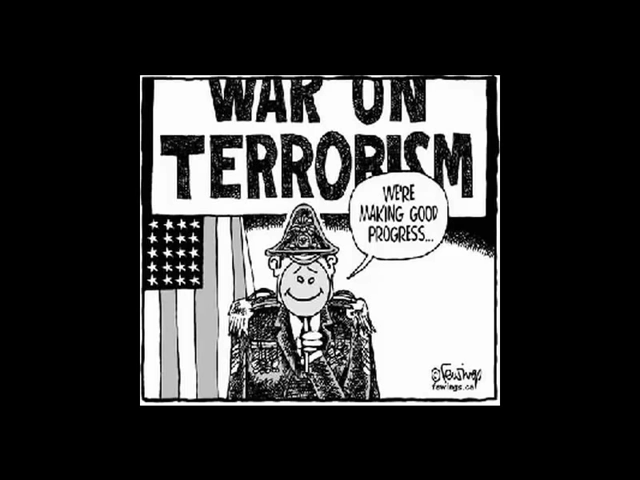 WAR ON
TERRORISM
WE'RE
MAKING GOOD
PROGRESS...
© Fewings
fewings.ca